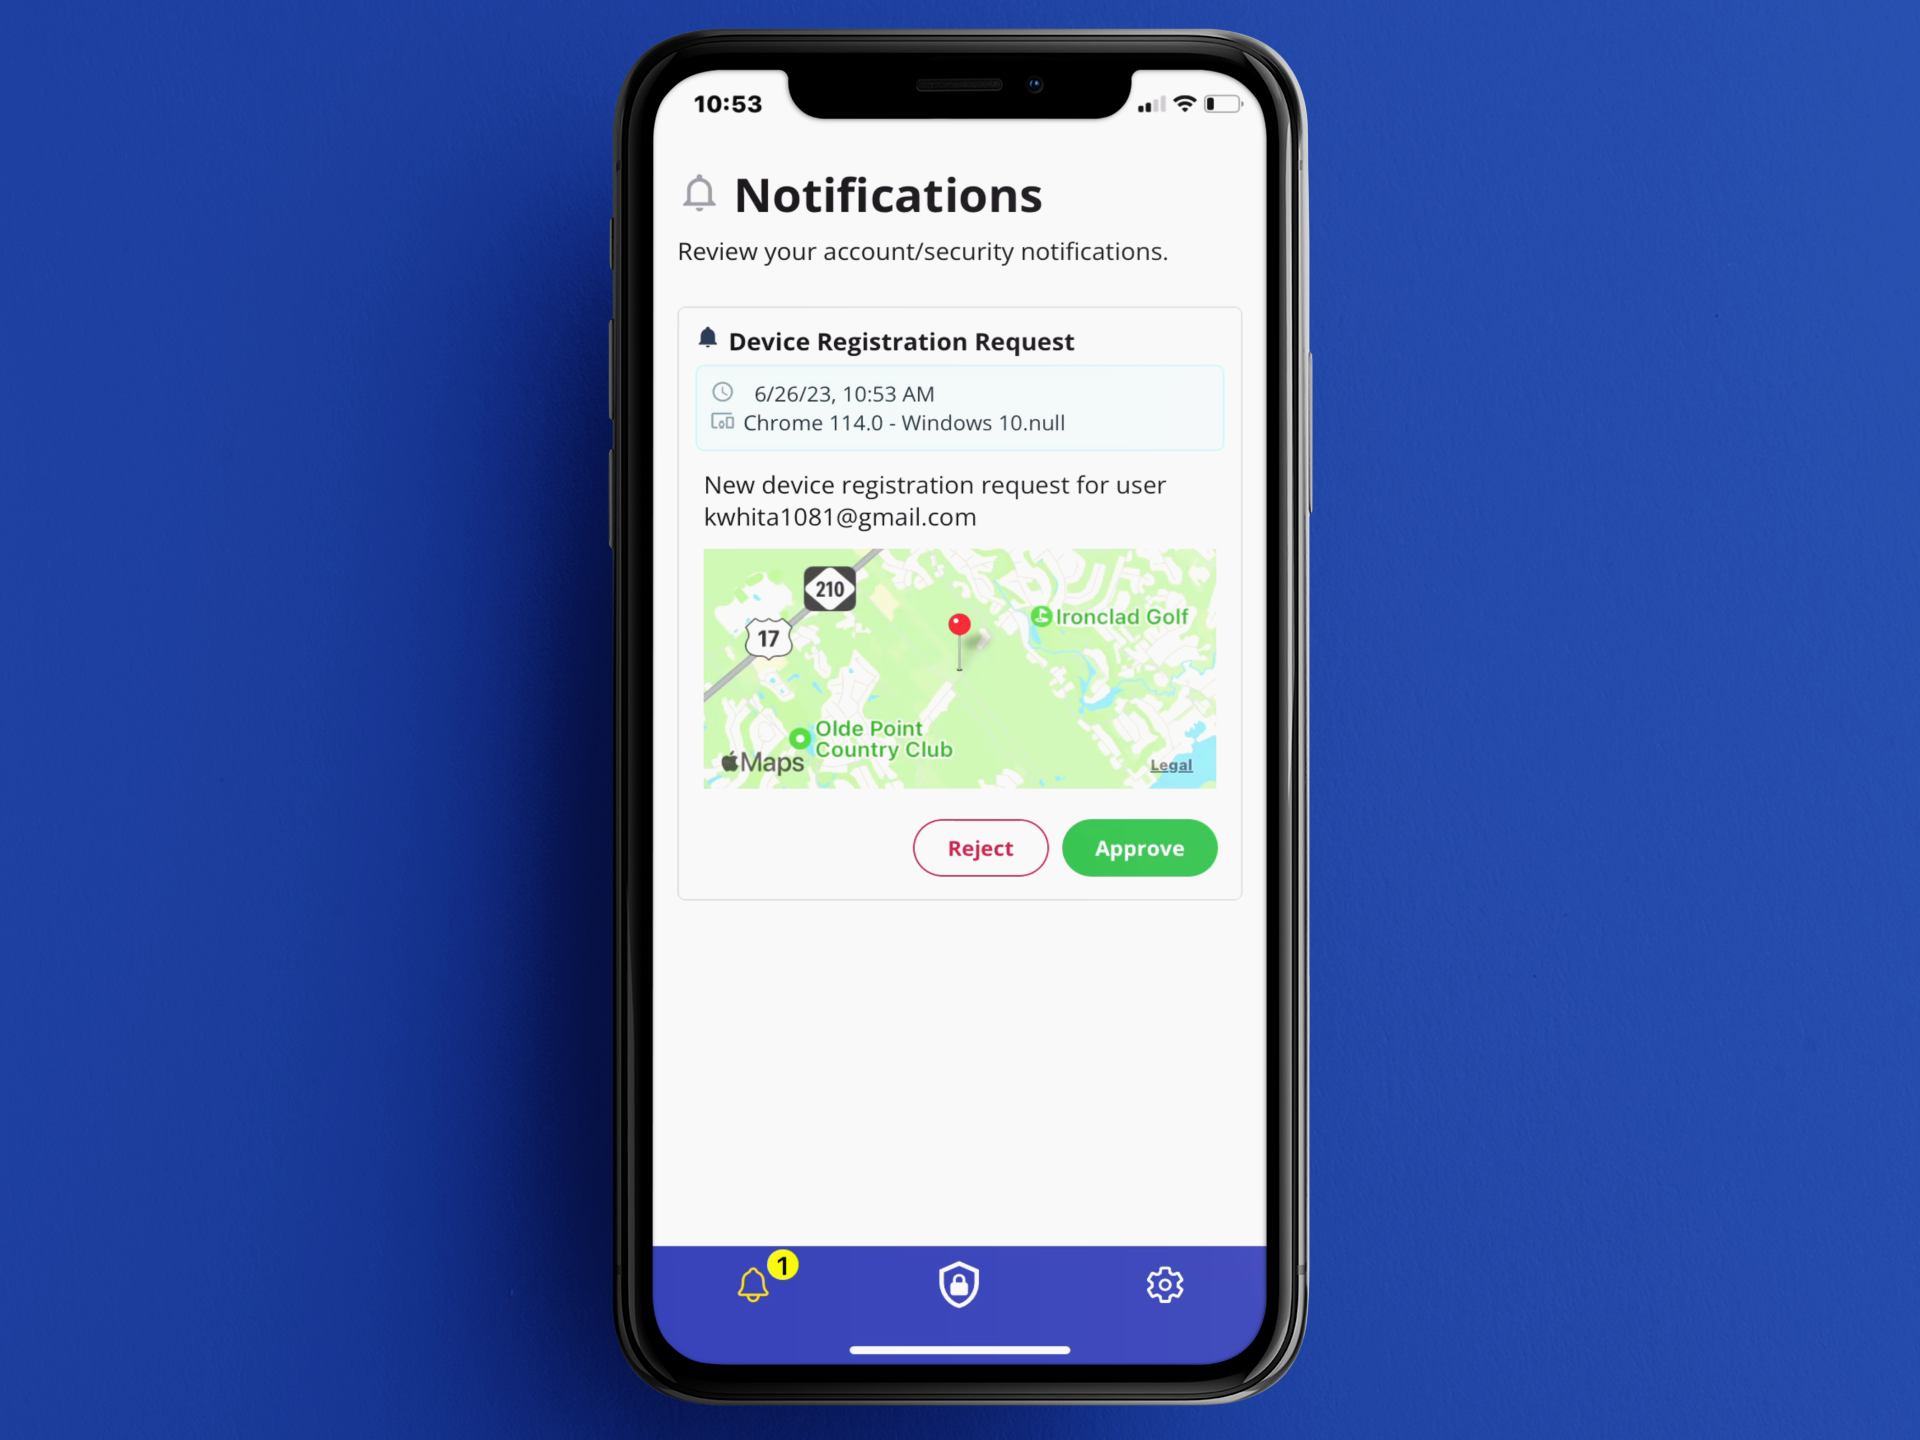 10:53
Notifications
Review your account/security notifications.
Device Registration Request
6/26/23, 10:53 AM
Chrome 114.0 - Windows 10.null
New device registration request for user
kwhita1081@gmail.com
210
17
Ironclad Golf
Olde Point
Country Club
Maps
Legal
Reject
Approve
1